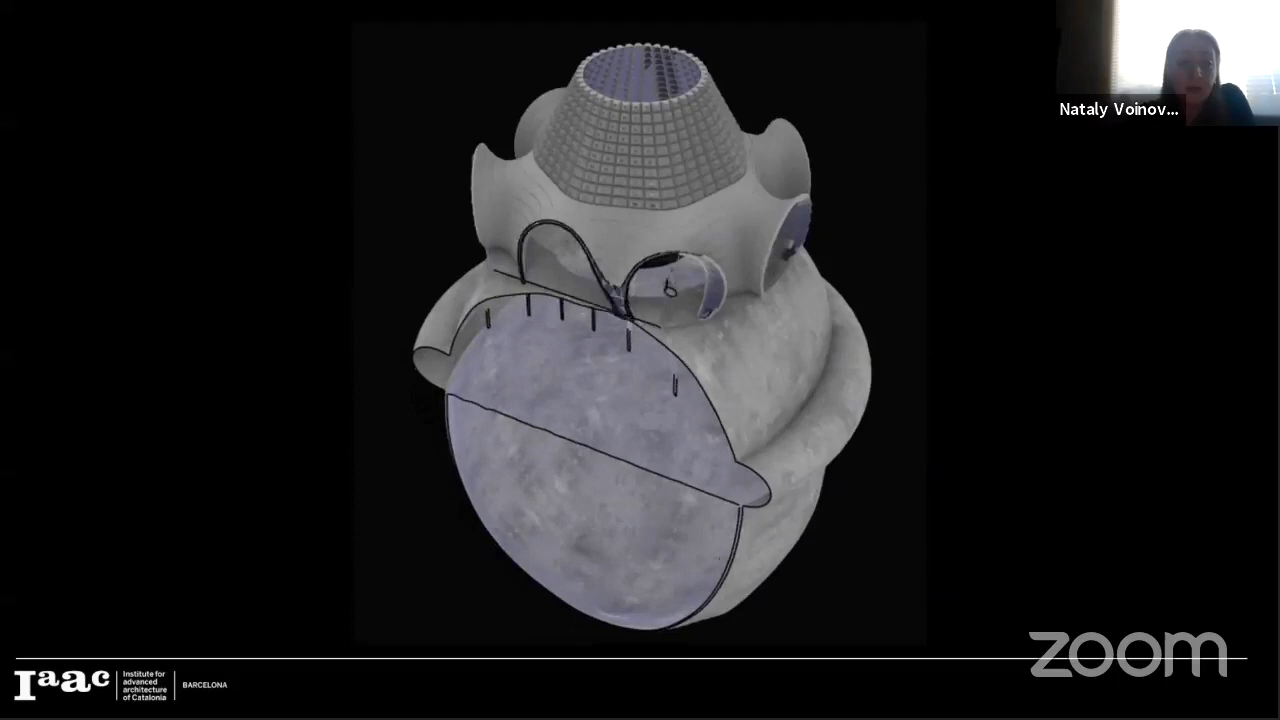 Nataly Voinov...
zoom
Iaac
Institute for
advanced
architecture
of Catalonia
BARCELONA